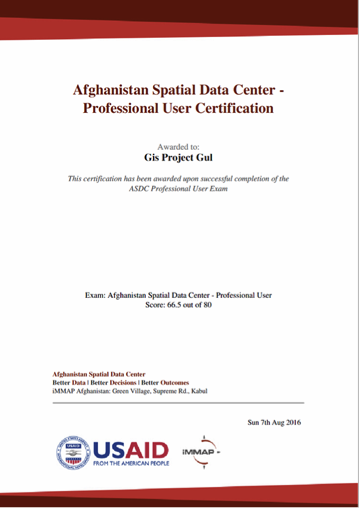 Afghanistan Spatial Data Center -
Professional User Certification
Awarded to:
Gis Project Gul
This certification has been awarded upon successful completion of the
ASDC Professional User Exam
Exam: Afghanistan Spatial Data Center - Professional User
Score: 66.5 out of 80
Afghanistan Spatial Data Center
Better Data | Better Decisions | Better Outcomes
iMMAP Afghanistan: Green Village, Supreme Rd., Kabul
Sun 7th Aug 2016
USAID
FROM THE AMERICAN PEOPLE
iMMAP